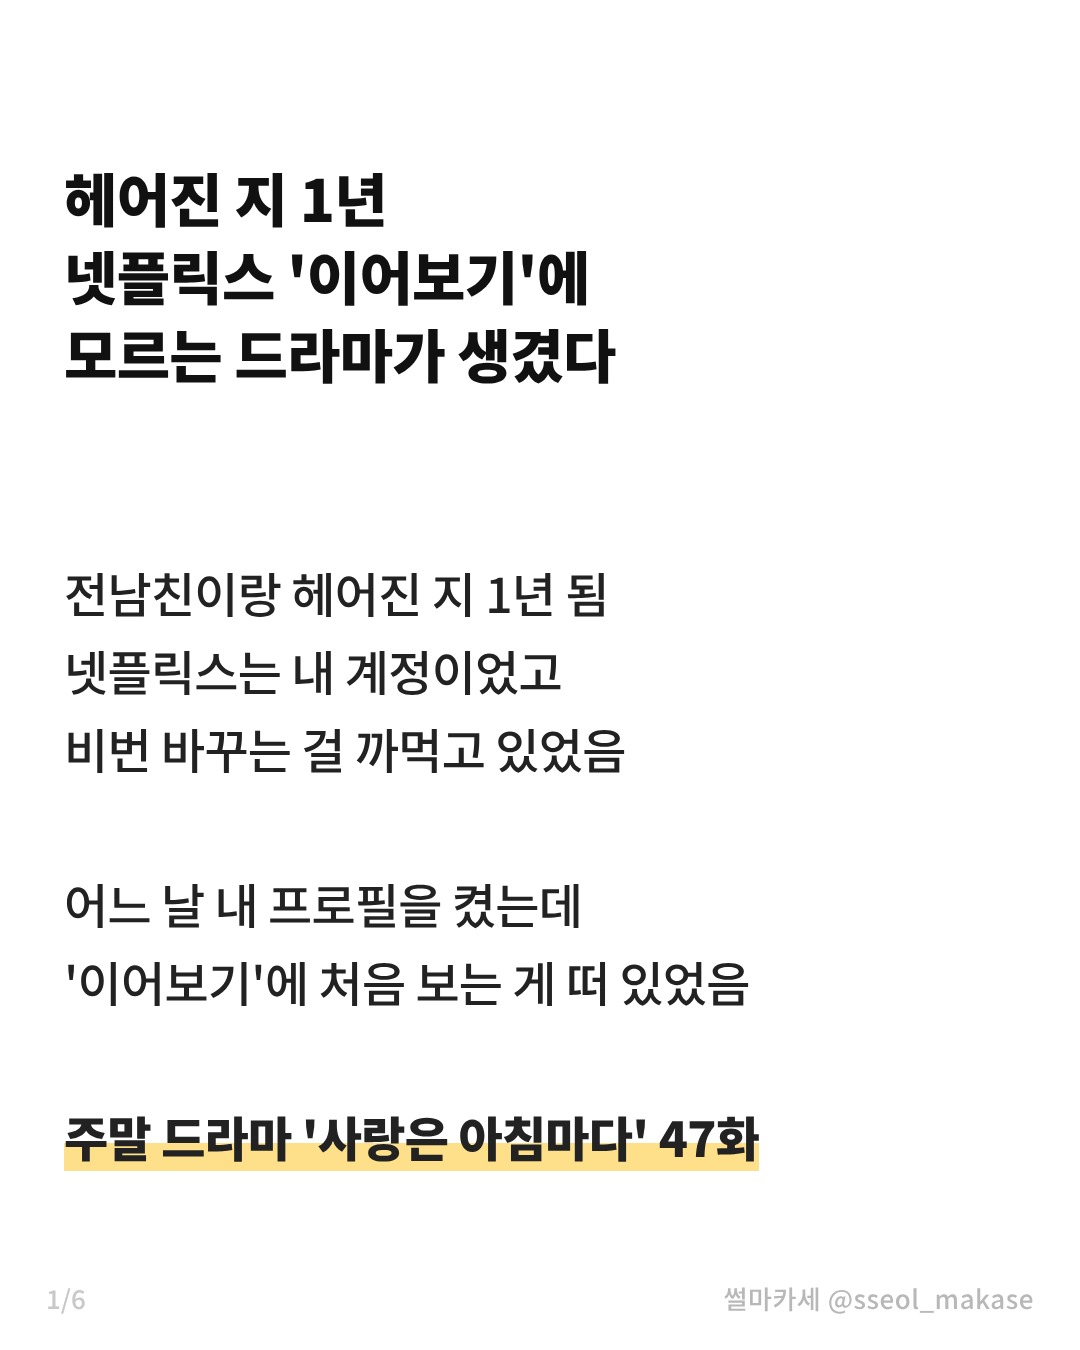 헤어진 지 1년
넷플릭스 '이어보기'에
모르는 드라마가 생겼다
전남친이랑 헤어진 지 1년 됨
넷플릭스는 내 계정이었고
비번 바꾸는 걸 까먹고 있었음
어느 날 내 프로필을 켰는데
'이어보기'에 처음 보는 게 떠 있었음
주말 드라마 '사랑은 아침마다' 47화
1/6
썰마카세 @sseol_makase